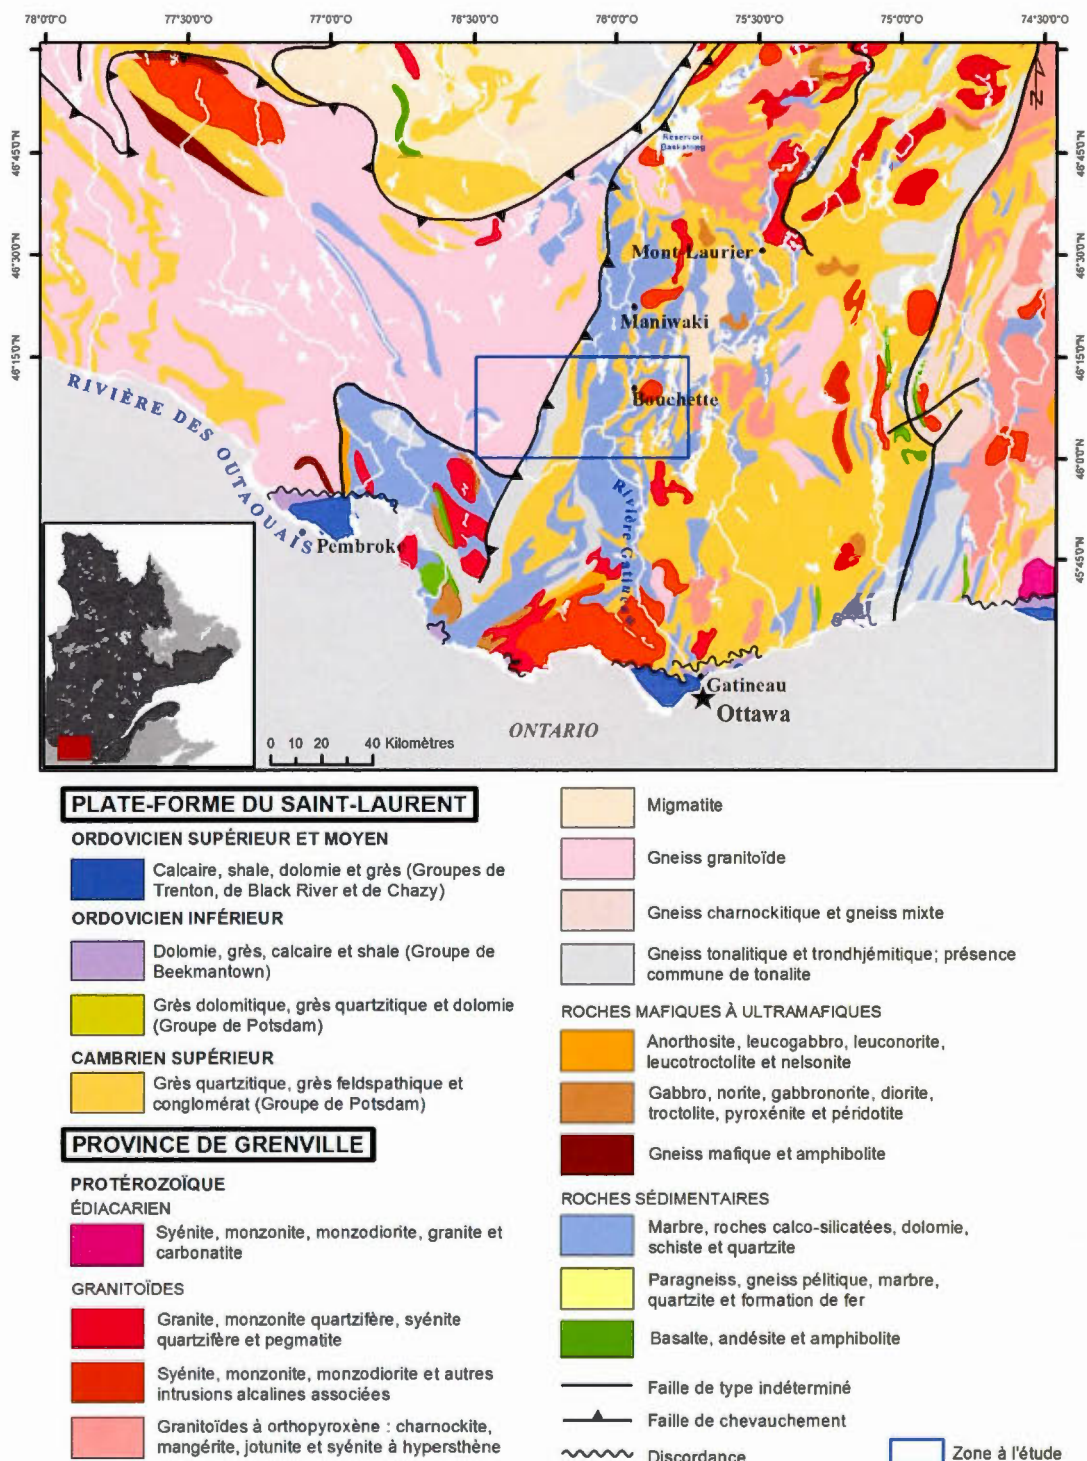 78°0'0"O 77°30'0"O 77°0'0"O 76°30'0"O 76°0'0"O 75°30'0"O 75°0'0"O 74°30'0"O
46°45'0"N
46°30'0"N
46°15'0"N
46°45'0"N
46°30'0"N
46°15'0"N
46°0'0"N
45°45'0"N
Réservoir
Baskatong
Mont Laurier
Maniwaki
Bouchette
RIVIÈRE DES OUTAOUAIS
Rivière Gatineau
Pembroke
Gatineau
Ottawa
ONTARIO
0 10 20 40 Kilomètres
PLATE-FORME DU SAINT-LAURENT
ORDOVICIEN SUPÉRIEUR ET MOYEN
Calcaire, shale, dolomie et grès (Groupes de
Trenton, de Black River et de Chazy)
ORDOVICIEN INFÉRIEUR
Dolomie, grès, calcaire et shale (Groupe de
Beekmantown)
Grès dolomitique, grès quartzitique et dolomie
(Groupe de Potsdam)
CAMBRIEN SUPÉRIEUR
Grès quartzitique, grès feldspathique et
conglomérat (Groupe de Potsdam)
PROVINCE DE GRENVILLE
PROTÉROZOÏQUE
ÉDIACARIEN
Syénite, monzonite, monzodiorite, granite et
carbonatite
GRANITOÏDES
Granite, monzonite quartzifère, syénite
quartzifère et pegmatite
Syénite, monzonite, monzodiorite et autres
intrusions alcalines associées
Granitoïdes à orthopyroxène : charnockite,
mangérite, jotunite et syénite à hypersthène
Migmatite
Gneiss granitoïde
Gneiss charnockitique et gneiss mixte
Gneiss tonalitique et trondhjémitique; présence
commune de tonalite
ROCHES MAFIQUES À ULTRAMAFIQUES
Anorthosite, leucogabbro, leuconorite,
leucotroctolite et nelsonite
Gabbro, norite, gabbronorite, diorite,
troctolite, pyroxénite et péridotite
Gneiss mafique et amphibolite
ROCHES SÉDIMENTAIRES
Marbre, roches calco-silicatées, dolomie,
schiste et quartzite
Paragneiss, gneiss pélitique, marbre,
quartzite et formation de fer
Basalte, andésite et amphibolite
Faille de type indéterminé
Faille de chevauchement
Discordance
Zone à l'étude